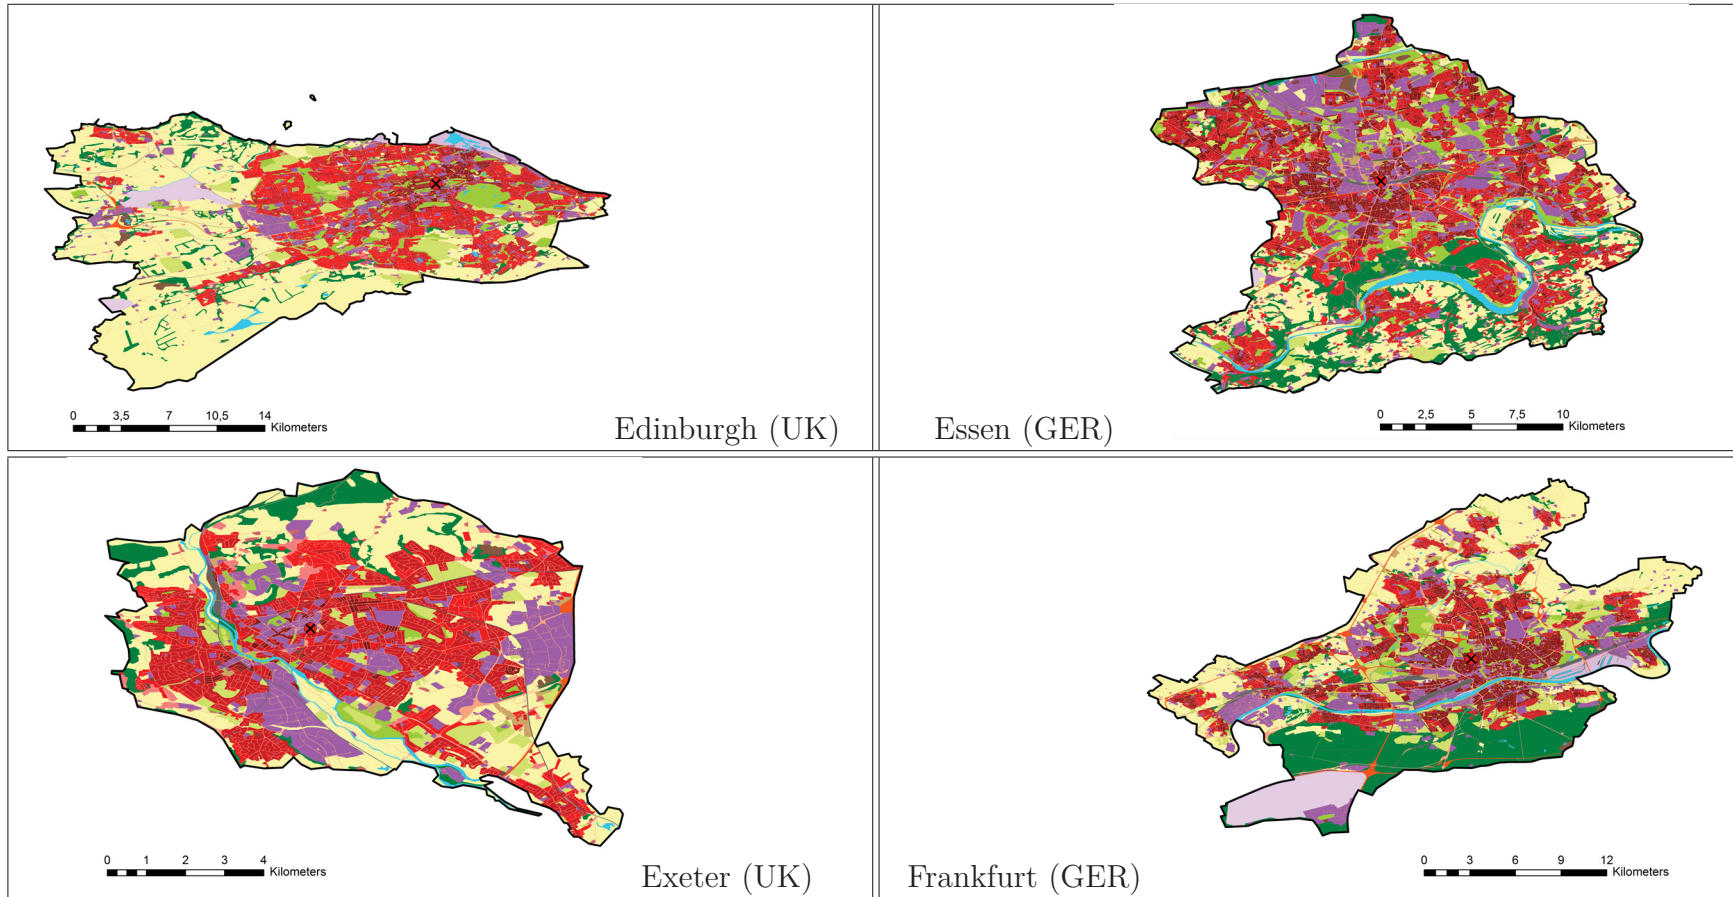 0 3,5 7 10,5 14
Kilometers
Edinburgh (UK)
Essen (GER)
0 2,5 5 7,5 10
Kilometers
0 1 2 3 4
Kilometers
Exeter (UK)
Frankfurt (GER)
0 3 6 9 12
Kilometers